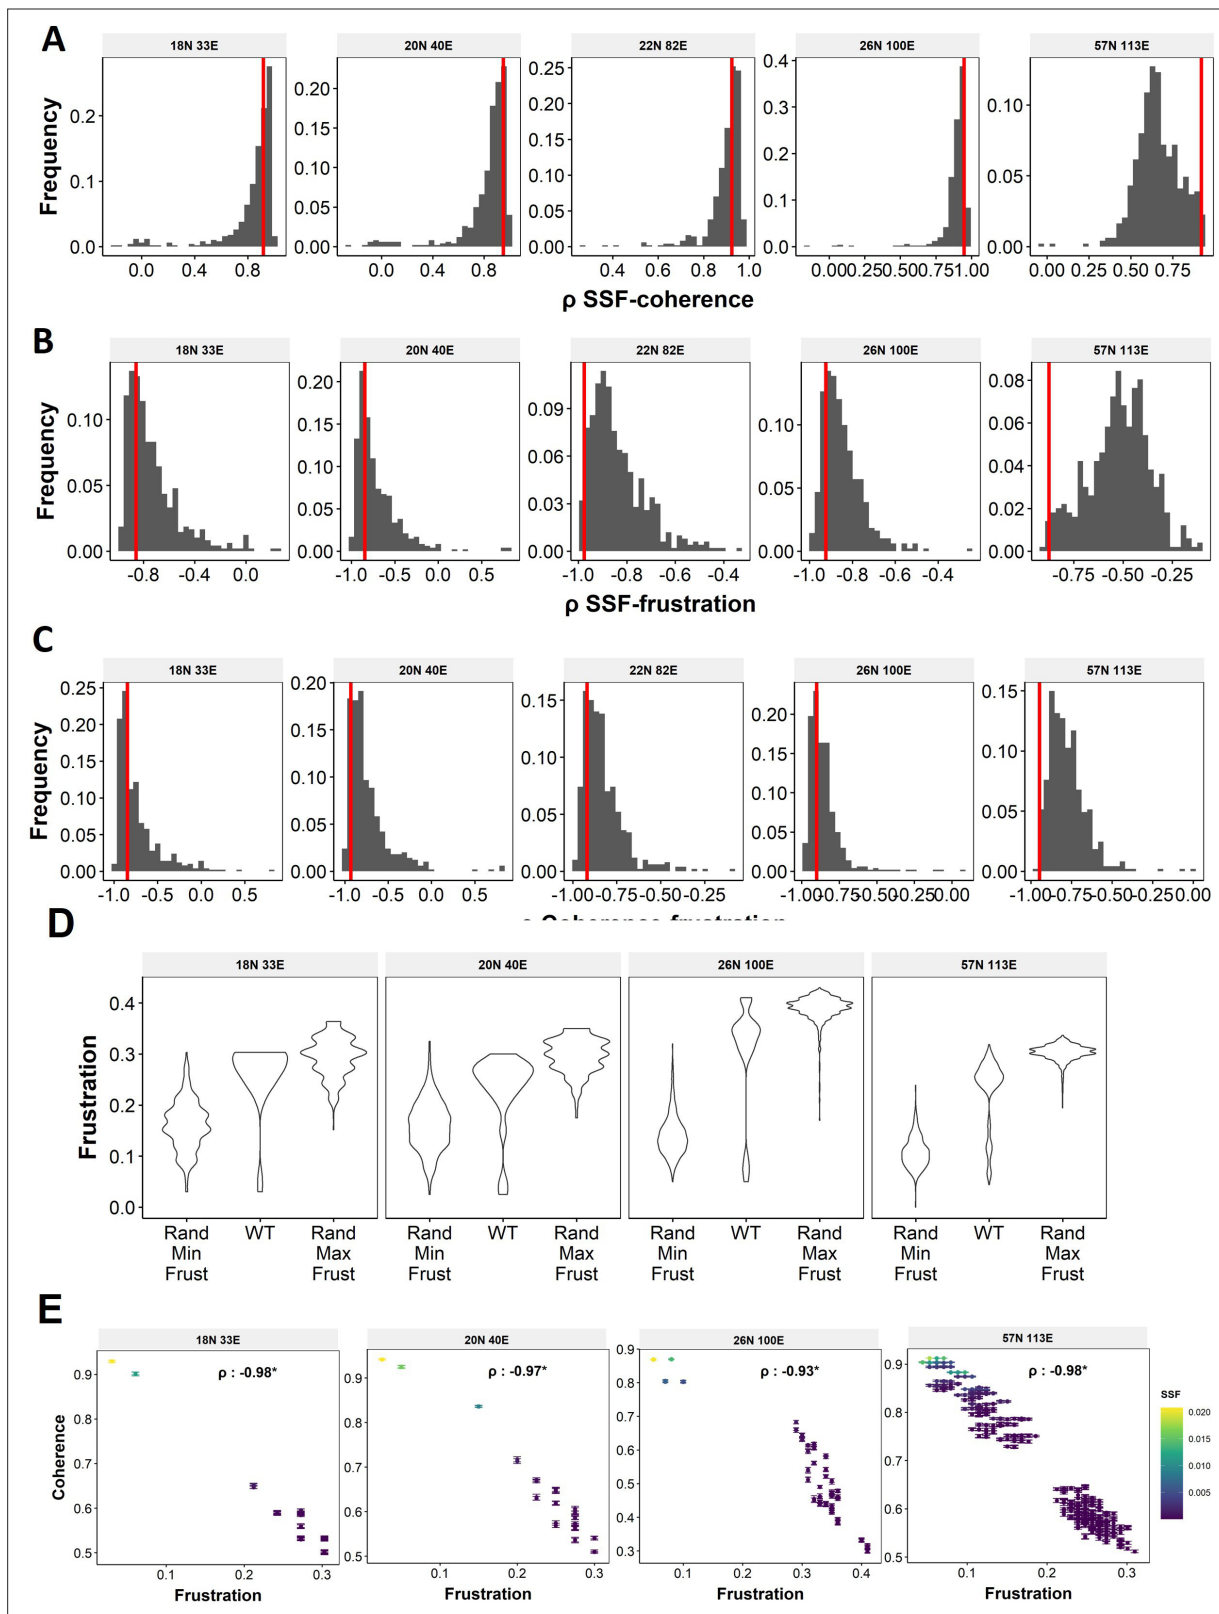 A
18N 33E 20N 40E 22N 82E 26N 100E 57N 113E
Frequency
0.2 0.1 0.0
0.20 0.15 0.10 0.05 0.00
0.25 0.20 0.15 0.10 0.05 0.00
0.4 0.3 0.2 0.1 0.0
0.10 0.05 0.00
0.0 0.4 0.8 0.0 0.4 0.8 0.4 0.6 0.8 1.0 0.00 0.25 0.50 0.75 1.00 0.00 0.25 0.50 0.75
ρ SSF-coherence
B
18N 33E 20N 40E 22N 82E 26N 100E 57N 113E
Frequency
0.10 0.05 0.00
0.20 0.15 0.10 0.05 0.00
0.09 0.06 0.03 0.00
0.10 0.05 0.00
0.08 0.06 0.04 0.02 0.00
-0.8 -0.4 0.0 -1.0 -0.5 0.0 0.5 -1.0 -0.8 -0.6 -0.4 -1.0 -0.8 -0.6 -0.4 -0.75 -0.50 -0.25
ρ SSF-frustration
C
18N 33E 20N 40E 22N 82E 26N 100E 57N 113E
Frequency
0.25 0.20 0.15 0.10 0.05 0.00
0.20 0.15 0.10 0.05 0.00
0.15 0.10 0.05 0.00
0.20 0.15 0.10 0.05 0.00
0.15 0.10 0.05 0.00
-1.0 -0.5 0.0 0.5 -1.0 -0.5 0.0 0.5 -1.00 -0.75 -0.50 -0.25 -1.00 -0.75 -0.50 -0.25 0.00 -1.00 -0.75 -0.50 -0.25 0.00
Coherence-frustration
D
18N 33E 20N 40E 26N 100E 57N 113E
Frustration
0.4
0.3
0.2
0.1
0.0
Rand WT Rand Rand WT Rand Rand WT Rand Rand WT Rand
Min Max Min Max Min Max Min Max
Frust Frust Frust Frust Frust Frust Frust Frust
E
18N 33E 20N 40E 26N 100E 57N 113E
ρ : -0.98* ρ : -0.97* ρ : -0.93* ρ : -0.98*
Coherence
0.9 0.8 0.7 0.6 0.5
0.9 0.8 0.7 0.6 0.5
0.9 0.8 0.7 0.6 0.5 0.4 0.3
0.9 0.8 0.7 0.6 0.5
SSF
0.020
0.015
0.010
0.005
0.1 0.2 0.3 0.1 0.2 0.3 0.1 0.2 0.3 0.4 0.1 0.2 0.3
Frustration Frustration Frustration Frustration